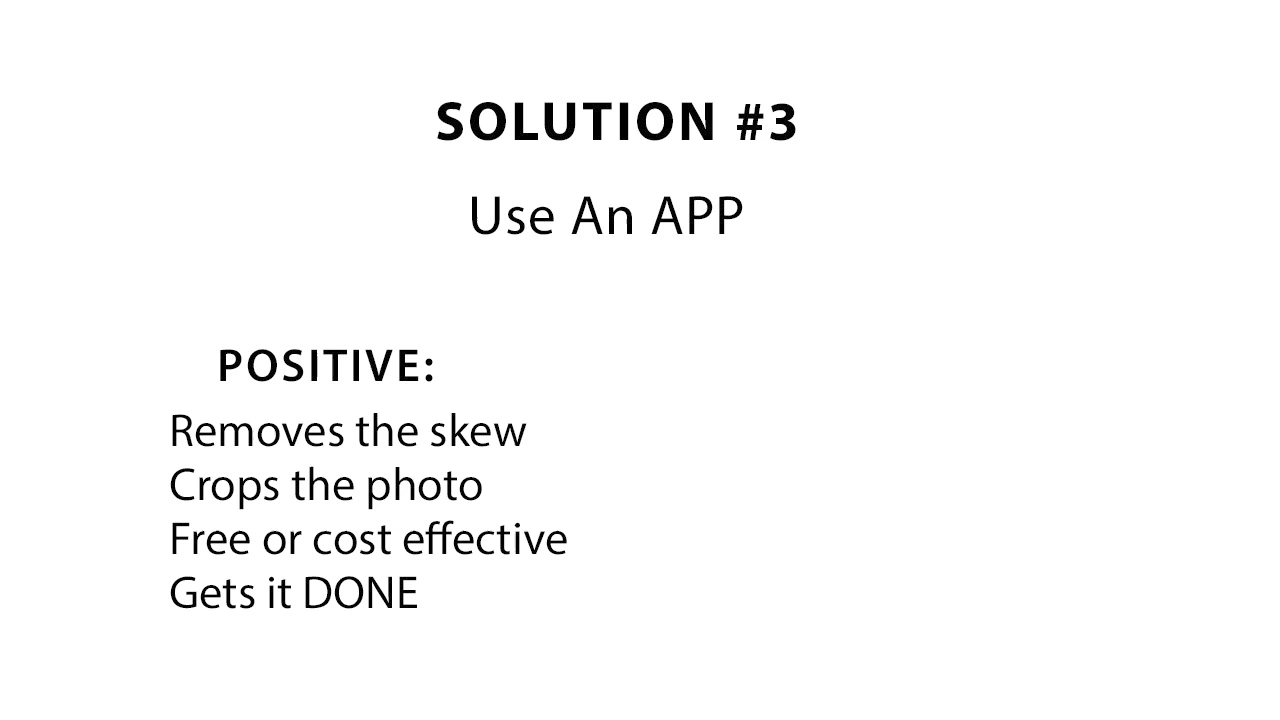 SOLUTION #3
Use An APP
POSITIVE:
Removes the skew
Crops the photo
Free or cost effective
Gets it DONE